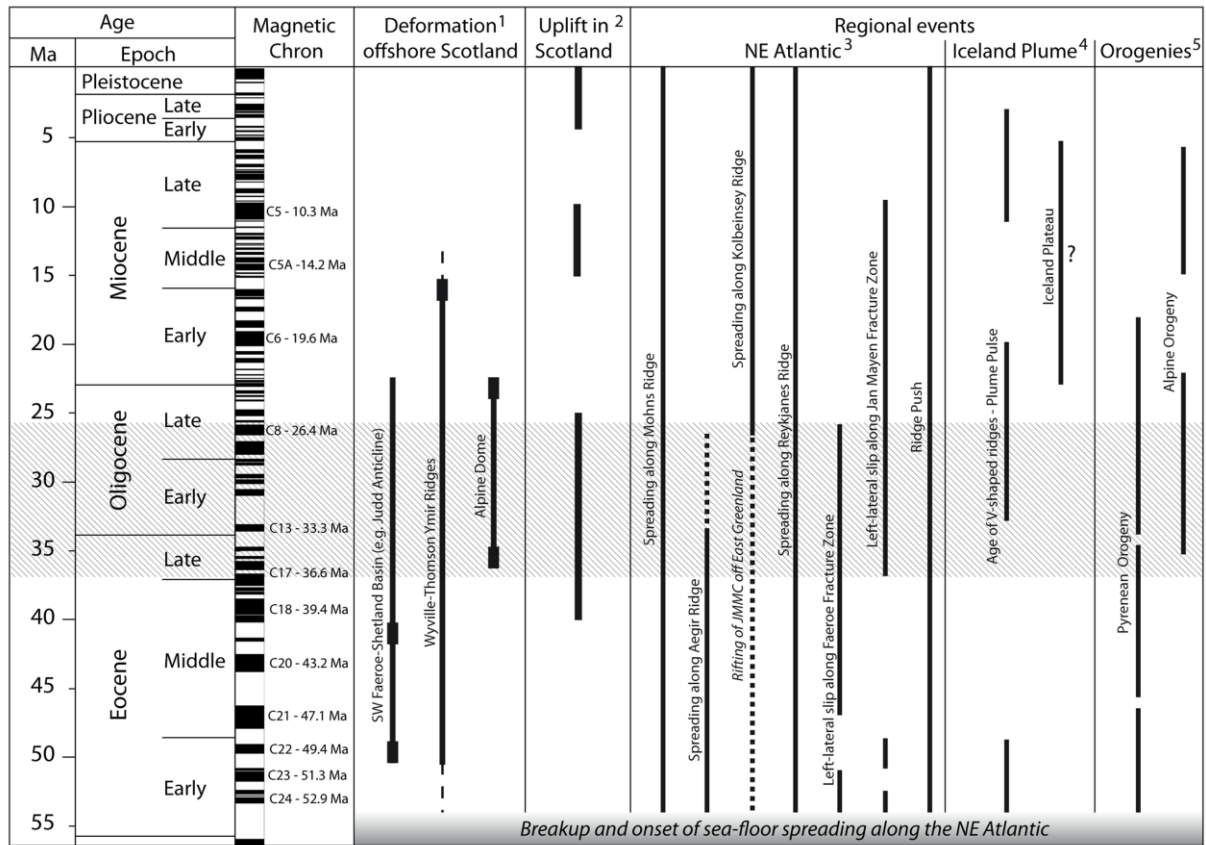 Age
Magnetic
Chron
Deformation1
offshore Scotland
Uplift in 2
Scotland
Regional events
Ma
Epoch
NE Atlantic3
Iceland Plume4
Orogenies5
Pleistocene
Pliocene
Late
Early
5
Miocene
Late
10
C5 - 10.3 Ma
Middle
C5A -14.2 Ma
15
Early
C6 - 19.6 Ma
20
Oligocene
Late
25
C8 - 26.4 Ma
30
Early
C13 - 33.3 Ma
35
Eocene
Late
C17 - 36.6 Ma
C18 - 39.4 Ma
40
Middle
C20 - 43.2 Ma
45
C21 - 47.1 Ma
C22 - 49.4 Ma
50
C23 - 51.3 Ma
Early
C24 - 52.9 Ma
55
SW Faeroe-Shetland Basin (e.g. Judd Anticline)
Wyville-Thomson Ymir Ridges
Alpine Dome
Spreading along Mohns Ridge
Spreading along Aegir Ridge
Spreading along Kolbeinsey Ridge
Rifting of JMMC off East Greenland
Spreading along Reykjanes Ridge
Left-lateral slip along Faeroe Fracture Zone
Left-lateral slip along Jan Mayen Fracture Zone
Ridge Push
Age of V-shaped ridges - Plume Pulse
Iceland Plateau
?
Pyrenean Orogeny
Alpine Orogeny
Breakup and onset of sea-floor spreading along the NE Atlantic